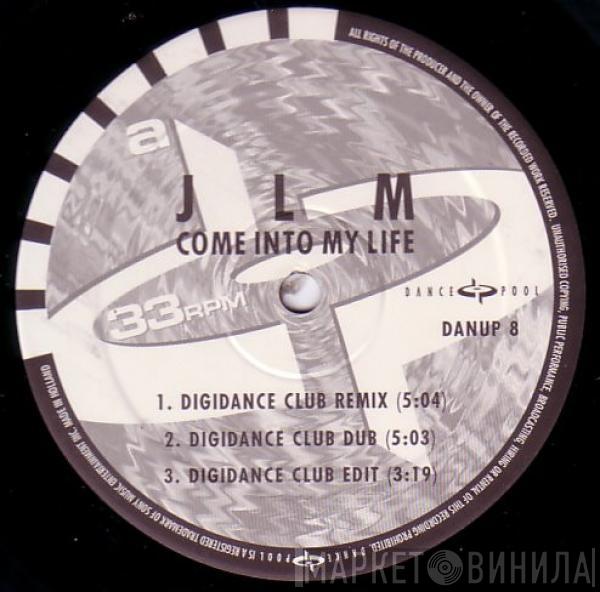 ALL RIGHTS OF THE PRODUCER AND THE OWNER OF THE RECORDED WORK RESERVED. UNAUTHORISED COPYING, PUBLIC PERFORMANCE, BROADCASTING, HIRING OR RENTAL OF THIS RECORDING PROHIBITED.
a
J L M
COME INTO MY LIFE
DANCE POOL
33RPM
DANUP 8
1. DIGIDANCE CLUB REMIX (5:04)
2. DIGIDANCE CLUB DUB (5:03)
3. DIGIDANCE CLUB EDIT (3:19)
DANCE POOL IS A REGISTERED TRADEMARK OF SONY MUSIC ENTERTAINMENT INC. MADE IN HOLLAND
МАРКЕТ ВИНИЛА